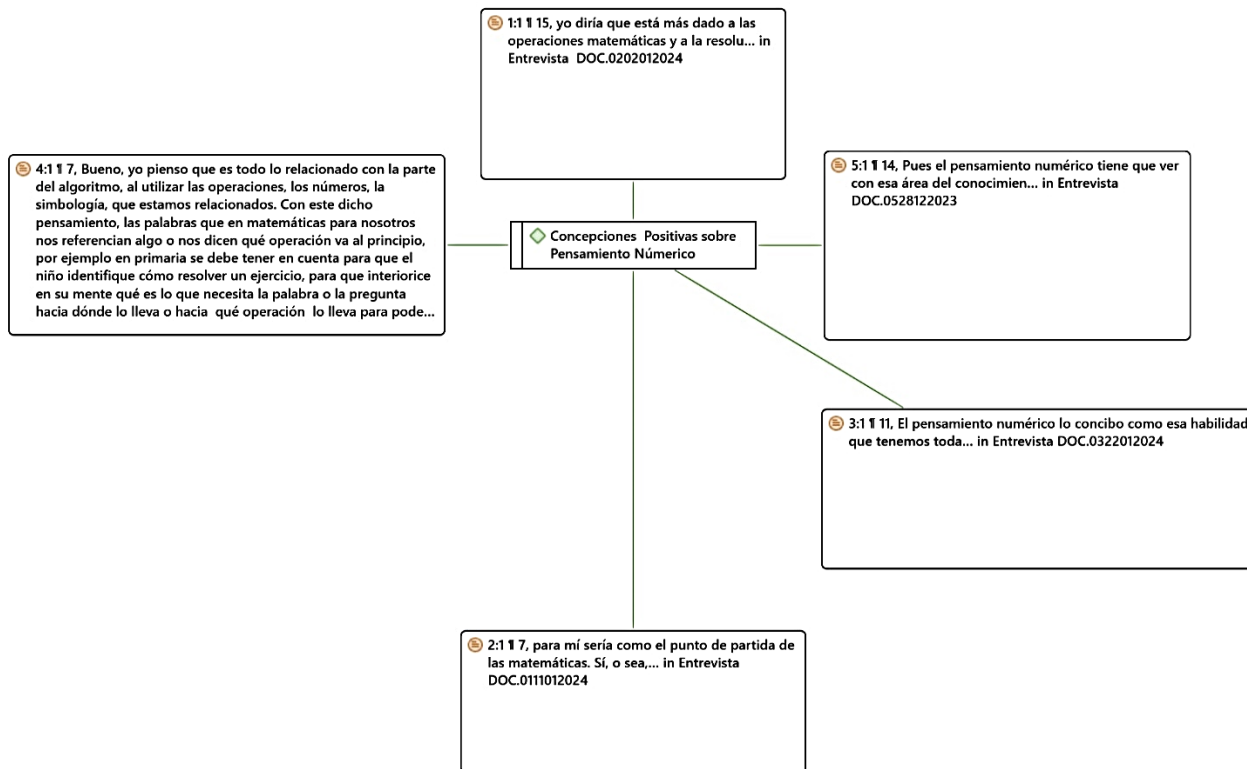 1:1 ¶ 15, yo diría que está más dado a las
operaciones matemáticas y a la resolu... in
Entrevista DOC.0202012024
4:1 ¶ 7, Bueno, yo pienso que es todo lo relacionado con la parte
del algoritmo, al utilizar las operaciones, los números, la
simbología, que estamos relacionados. Con este dicho
pensamiento, las palabras que en matemáticas para nosotros
nos referencian algo o nos dicen qué operación va al principio,
por ejemplo en primaria se debe tener en cuenta para que el
niño identifique cómo resolver un ejercicio, para que interiorice
en su mente qué es lo que necesita la palabra o la pregunta
hacia dónde lo lleva o hacia qué operación lo lleva para pode...
5:1 ¶ 14, Pues el pensamiento numérico tiene que ver
con esa área del conocimien... in Entrevista
DOC.0528122023
Concepciones Positivas sobre
Pensamiento Númerico
3:1 ¶ 11, El pensamiento numérico lo concibo como esa habilidad
que tenemos toda... in Entrevista DOC.0322012024
2:1 ¶ 7, para mí sería como el punto de partida de
las matemáticas. Sí, o sea,... in Entrevista
DOC.0111012024